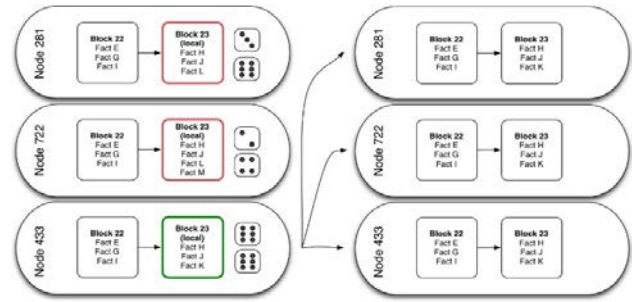 Node 281
Block 22
Fact E
Fact G
Fact I
Block 23
(local)
Fact H
Fact J
Fact L
Node 722
Block 22
Fact E
Fact G
Fact I
Block 23
(local)
Fact H
Fact J
Fact L
Fact M
Node 433
Block 22
Fact E
Fact G
Fact I
Block 23
(local)
Fact H
Fact J
Fact K
Node 281
Block 22
Fact E
Fact G
Fact I
Block 23
Fact H
Fact J
Fact K
Node 722
Block 22
Fact E
Fact G
Fact I
Block 23
Fact H
Fact J
Fact K
Node 433
Block 22
Fact E
Fact G
Fact I
Block 23
Fact H
Fact J
Fact K